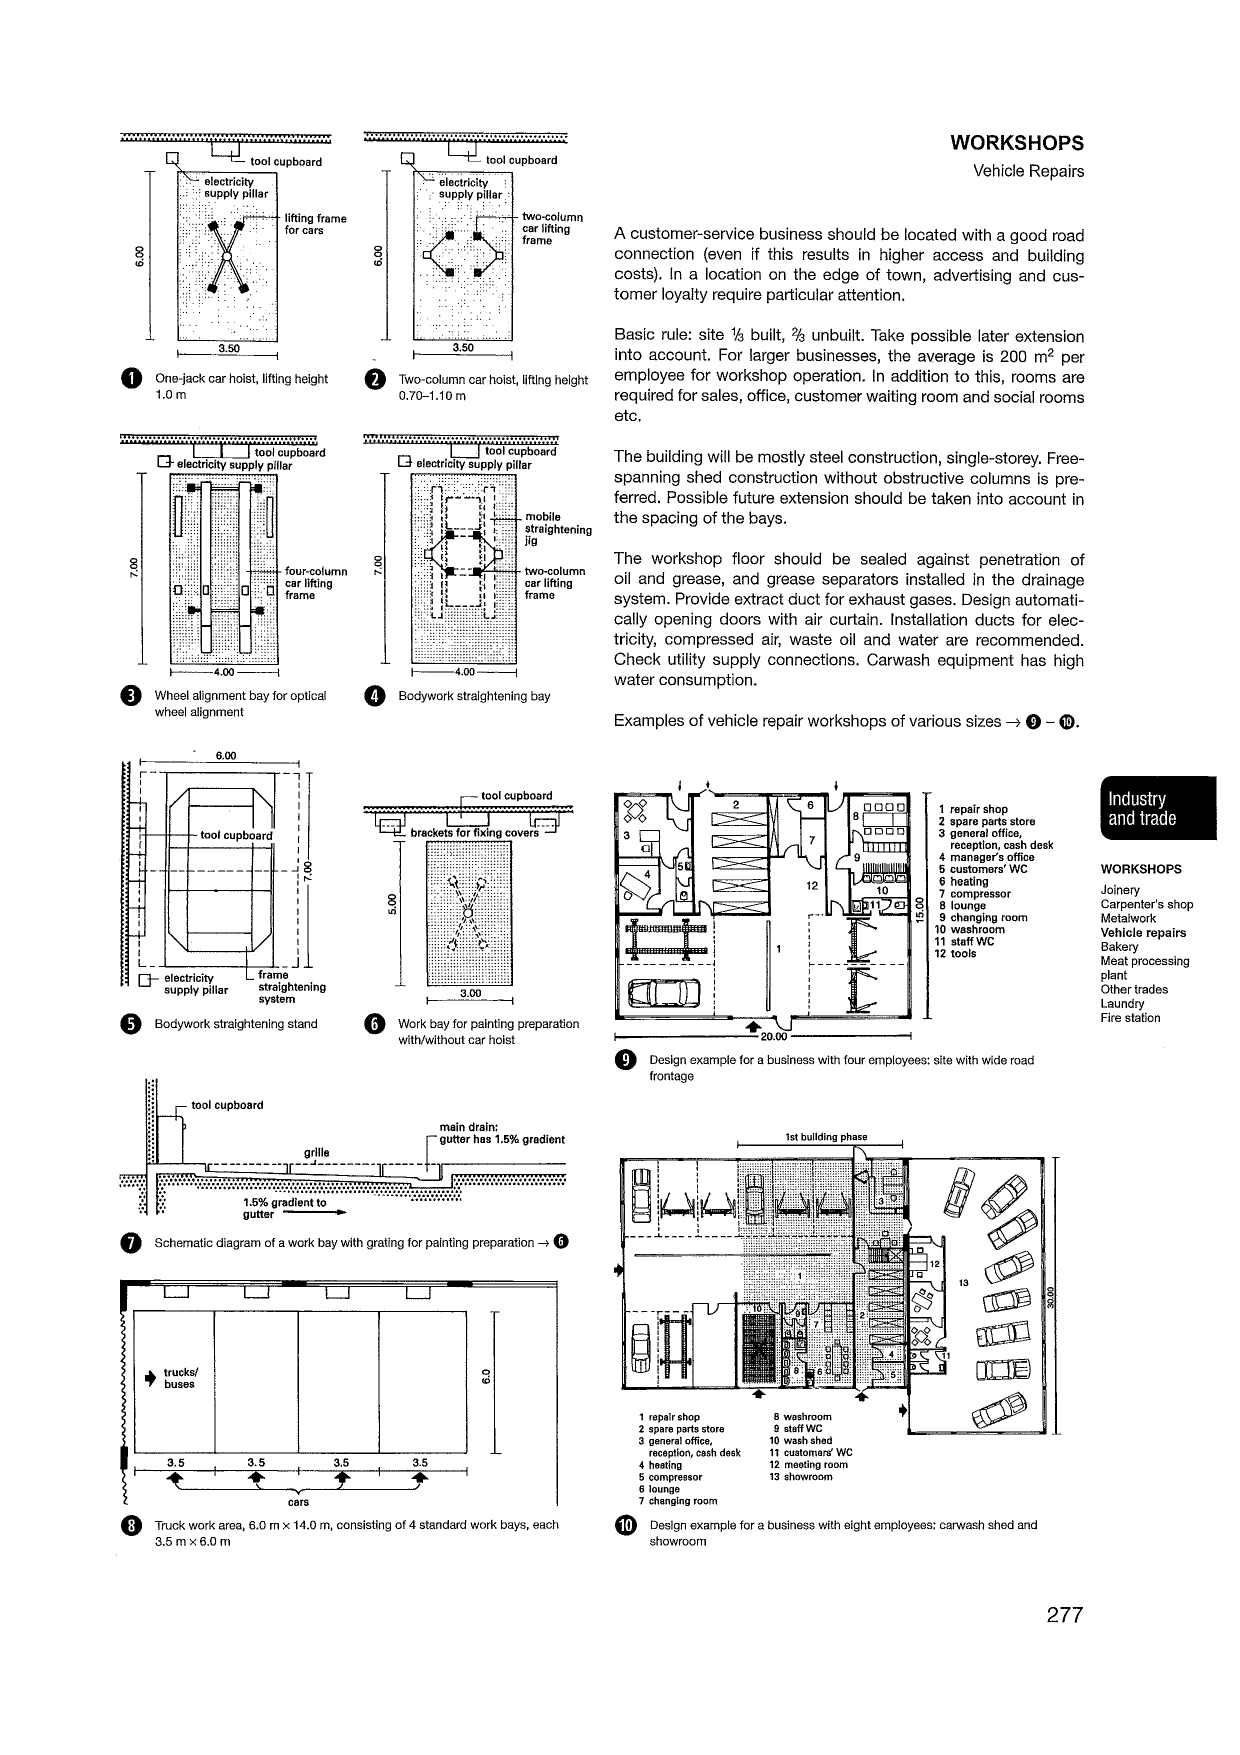 WORKSHOPS
Vehicle Repairs
tool cupboard
electricity
supply pillar
lifting frame
for cars
6.00
3.50
1 One-jack car hoist, lifting height
1.0 m
tool cupboard
electricity
supply pillar
two-column
car lifting
frame
6.00
3.50
2 Two-column car hoist, lifting height
0.70–1.10 m
tool cupboard
electricity supply pillar
7.00
four-column
car lifting
frame
4.00
3 Wheel alignment bay for optical
wheel alignment
tool cupboard
electricity supply pillar
mobile
straightening
jig
7.00
two-column
car lifting
frame
4.00
4 Bodywork straightening bay
6.00
tool cupboard
7.00
electricity
supply pillar
frame
straightening
system
5 Bodywork straightening stand
tool cupboard
brackets for fixing covers
5.00
3.00
6 Work bay for painting preparation
with/without car hoist
tool cupboard
main drain:
gutter has 1.5% gradient
grille
1.5% gradient to
gutter
7 Schematic diagram of a work bay with grating for painting preparation → 6
trucks/
buses
6.0
3.5 3.5 3.5 3.5
cars
8 Truck work area, 6.0 m × 14.0 m, consisting of 4 standard work bays, each
3.5 m × 6.0 m
A customer-service business should be located with a good road
connection (even if this results in higher access and building
costs). In a location on the edge of town, advertising and cus-
tomer loyalty require particular attention.
Basic rule: site ⅓ built, ⅔ unbuilt. Take possible later extension
into account. For larger businesses, the average is 200 m² per
employee for workshop operation. In addition to this, rooms are
required for sales, office, customer waiting room and social rooms
etc.
The building will be mostly steel construction, single-storey. Free-
spanning shed construction without obstructive columns is pre-
ferred. Possible future extension should be taken into account in
the spacing of the bays.
The workshop floor should be sealed against penetration of
oil and grease, and grease separators installed in the drainage
system. Provide extract duct for exhaust gases. Design automati-
cally opening doors with air curtain. Installation ducts for elec-
tricity, compressed air, waste oil and water are recommended.
Check utility supply connections. Carwash equipment has high
water consumption.
Examples of vehicle repair workshops of various sizes → 9 – 10.
2
6
8
3
7
9
4
5
12
10
11
1
15.00
20.00
1 repair shop
2 spare parts store
3 general office,
reception, cash desk
4 manager's office
5 customers' WC
6 heating
7 compressor
8 lounge
9 changing room
10 washroom
11 staff WC
12 tools
9 Design example for a business with four employees: site with wide road
frontage
1st building phase
3
12
1
13
30.00
10
9
7
2
4
11
8
6
5
1 repair shop
2 spare parts store
3 general office,
reception, cash desk
4 heating
5 compressor
6 lounge
7 changing room
8 washroom
9 staff WC
10 wash shed
11 customers' WC
12 meeting room
13 showroom
10 Design example for a business with eight employees: carwash shed and
showroom
Industry
and trade
WORKSHOPS
Joinery
Carpenter's shop
Metalwork
Vehicle repairs
Bakery
Meat processing
plant
Other trades
Laundry
Fire station
277